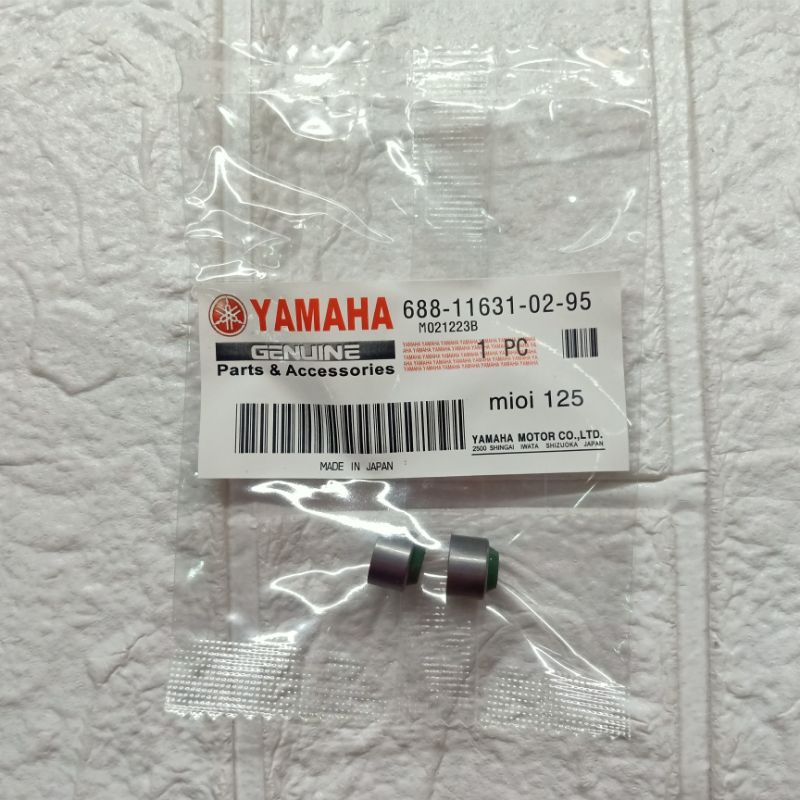 YAMAHA 688-11631-02-95
M021223B
GENUINE 1 PC
Parts & Accessories
mioi 125
YAMAHA MOTOR CO.,LTD.
2500 SHINGAI IWATA SHIZUOKA JAPAN
MADE IN JAPAN